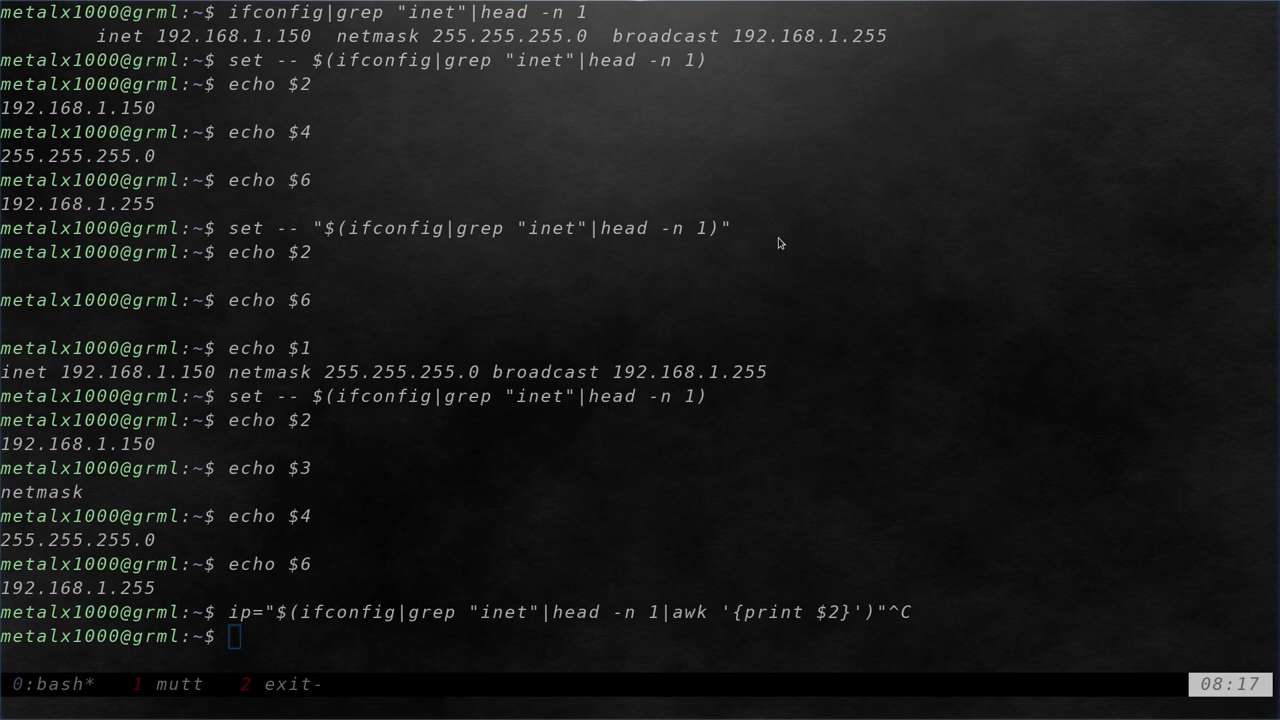 metalx1000@grml:~$ ifconfig|grep "inet"|head -n 1
        inet 192.168.1.150  netmask 255.255.255.0  broadcast 192.168.1.255
metalx1000@grml:~$ set -- $(ifconfig|grep "inet"|head -n 1)
metalx1000@grml:~$ echo $2
192.168.1.150
metalx1000@grml:~$ echo $4
255.255.255.0
metalx1000@grml:~$ echo $6
192.168.1.255
metalx1000@grml:~$ set -- "$(ifconfig|grep "inet"|head -n 1)"
metalx1000@grml:~$ echo $2

metalx1000@grml:~$ echo $6

metalx1000@grml:~$ echo $1
inet 192.168.1.150 netmask 255.255.255.0 broadcast 192.168.1.255
metalx1000@grml:~$ set -- $(ifconfig|grep "inet"|head -n 1)
metalx1000@grml:~$ echo $2
192.168.1.150
metalx1000@grml:~$ echo $3
netmask
metalx1000@grml:~$ echo $4
255.255.255.0
metalx1000@grml:~$ echo $6
192.168.1.255
metalx1000@grml:~$ ip="$(ifconfig|grep "inet"|head -n 1|awk '{print $2}')"^C
metalx1000@grml:~$
0:bash*   1 mutt   2 exit-   08:17